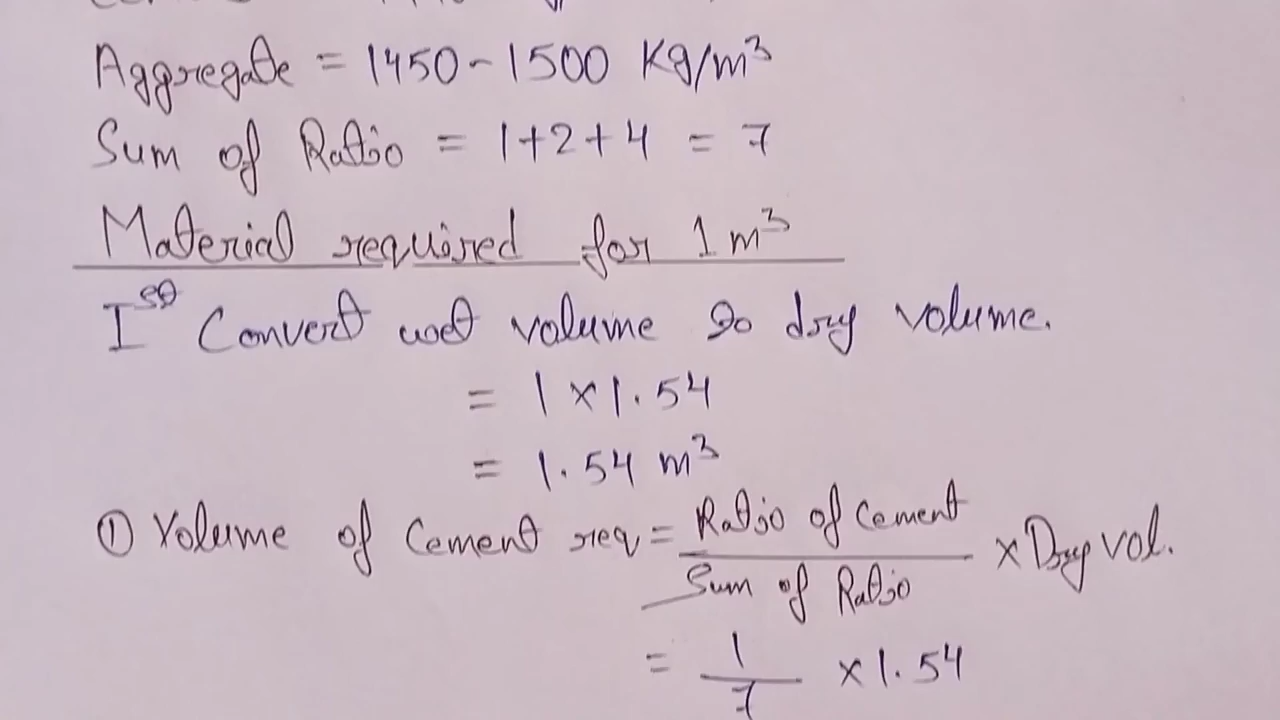 Aggregate = 1450-1500 Kg/m³
Sum of Ratio = 1+2+4 = 7
Material required for 1 m³
Ist Convert wet volume to dry volume.
= 1 × 1.54
= 1.54 m³
① Volume of Cement req = Ratio of Cement / Sum of Ratio × Dry vol.
= 1/7 × 1.54